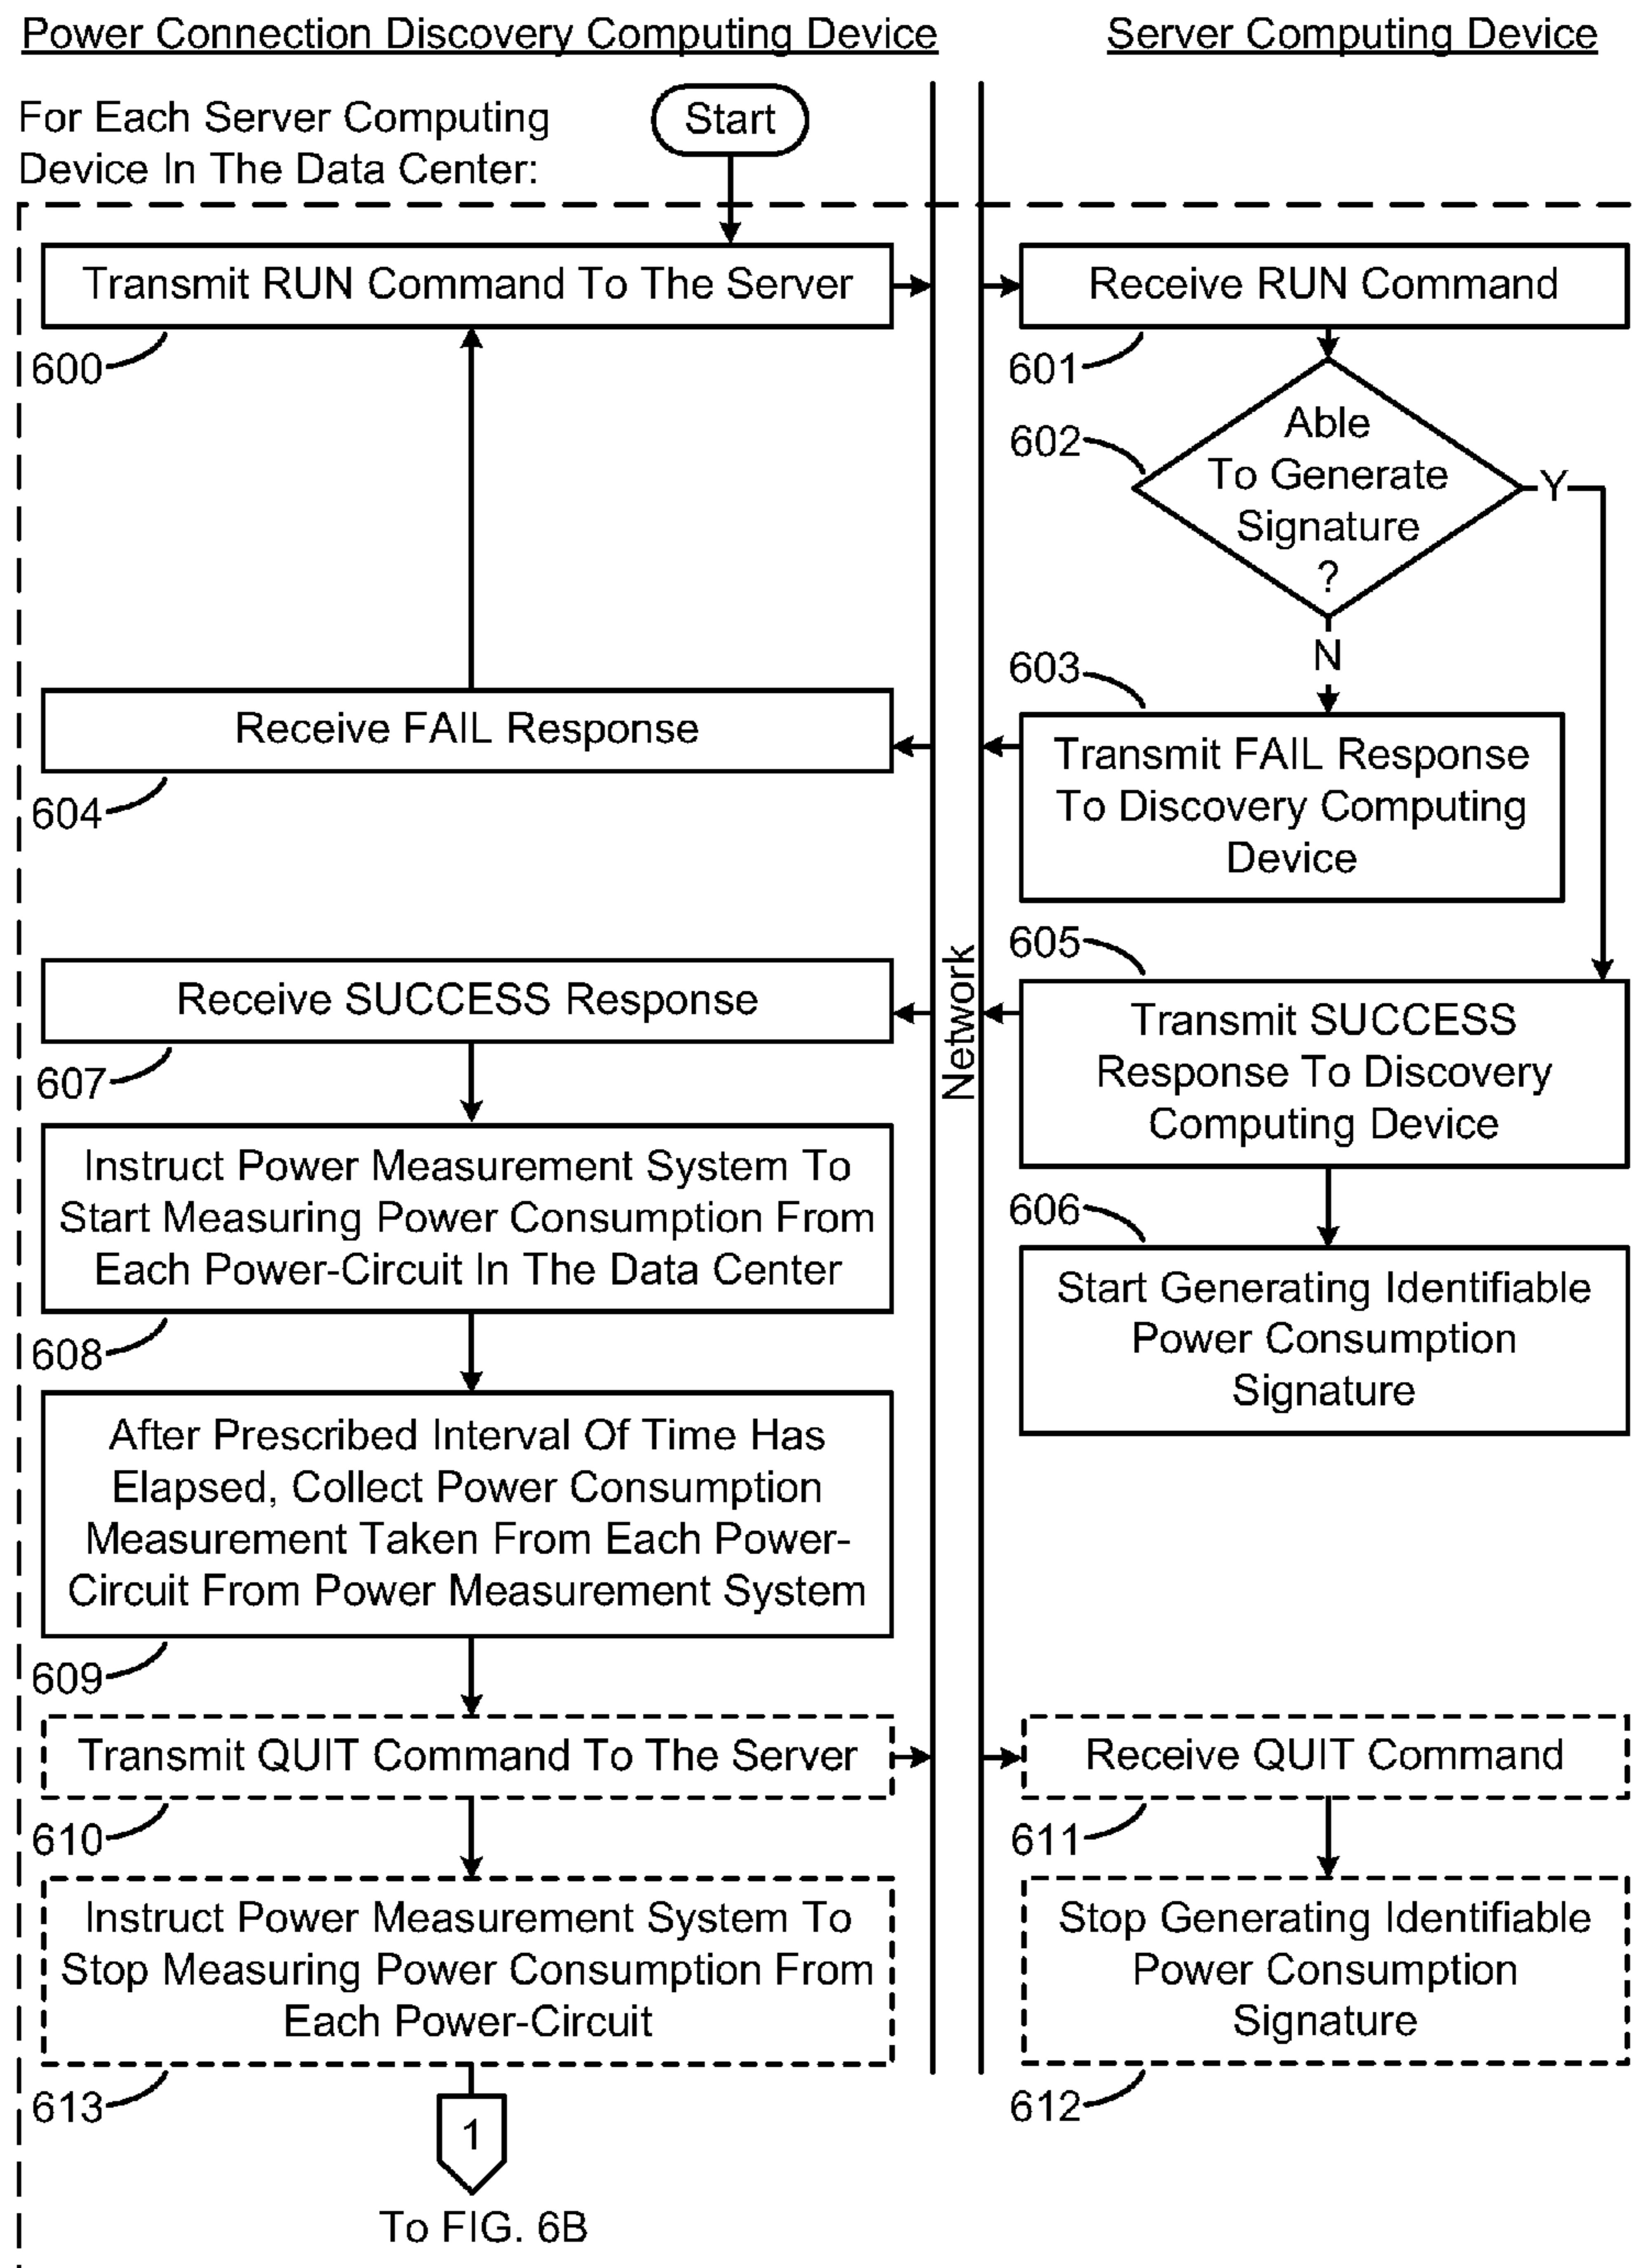 Power Connection Discovery Computing Device
Server Computing Device
For Each Server Computing
Device In The Data Center:
Start
Transmit RUN Command To The Server
600
Receive RUN Command
601
Able
To Generate
Signature
?
602
Y
N
603
Transmit FAIL Response
To Discovery Computing
Device
Receive FAIL Response
604
605
Transmit SUCCESS
Response To Discovery
Computing Device
Receive SUCCESS Response
607
Network
606
Start Generating Identifiable
Power Consumption
Signature
Instruct Power Measurement System To
Start Measuring Power Consumption From
Each Power-Circuit In The Data Center
608
After Prescribed Interval Of Time Has
Elapsed, Collect Power Consumption
Measurement Taken From Each Power-
Circuit From Power Measurement System
609
Transmit QUIT Command To The Server
610
Receive QUIT Command
611
Instruct Power Measurement System To
Stop Measuring Power Consumption From
Each Power-Circuit
613
Stop Generating Identifiable
Power Consumption
Signature
612
1
To FIG. 6B